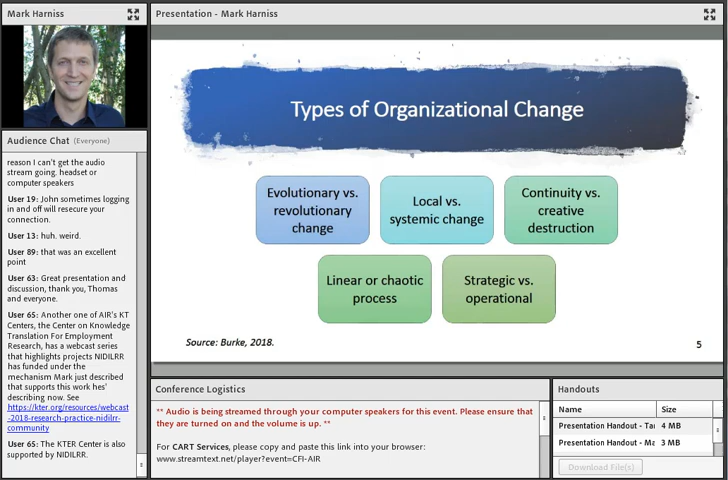 Mark Harniss
Presentation - Mark Harniss
Types of Organizational Change
Evolutionary vs.
revolutionary
change
Local vs.
systemic change
Continuity vs.
creative
destruction
Linear or chaotic
process
Strategic vs.
operational
Source: Burke, 2018.
5
Audience Chat (Everyone)
reason I can't get the audio
stream going. headset or
computer speakers
User 19: John sometimes logging
in and off will resecure your
connection.
User 13: huh. weird.
User 89: that was an excellent
point
User 63: Great presentation and
discussion, thank you, Thomas
and everyone.
User 65: Another one of AIR's KT
Centers, the Center on Knowledge
Translation For Employment
Research, has a webcast series
that highlights projects NIDILRR
has funded under the
mechanism Mark just described
that supports this work hes'
describing now. See
https://kter.org/resources/webcast
-2018-research-practice-nidilrr-
community
User 65: The KTER Center is also
supported by NIDILRR.
Conference Logistics
** Audio is being streamed through your computer speakers for this event. Please ensure that
they are turned on and the volume is up. **
For CART Services, please copy and paste this link into your browser:
www.streamtext.net/player?event=CFI-AIR
Handouts
Name Size
Presentation Handout - Ta 4 MB
Presentation Handout - Ma 3 MB
Download File(s)